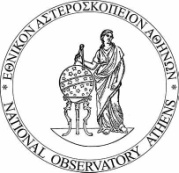 ΕΘΝΙΚΟΝ ΑΣΤΕΡΟΣΚΟΠΕΙΟΝ ΑΘΗΝΩΝ
NATIONAL OBSERVATORY ATHENS